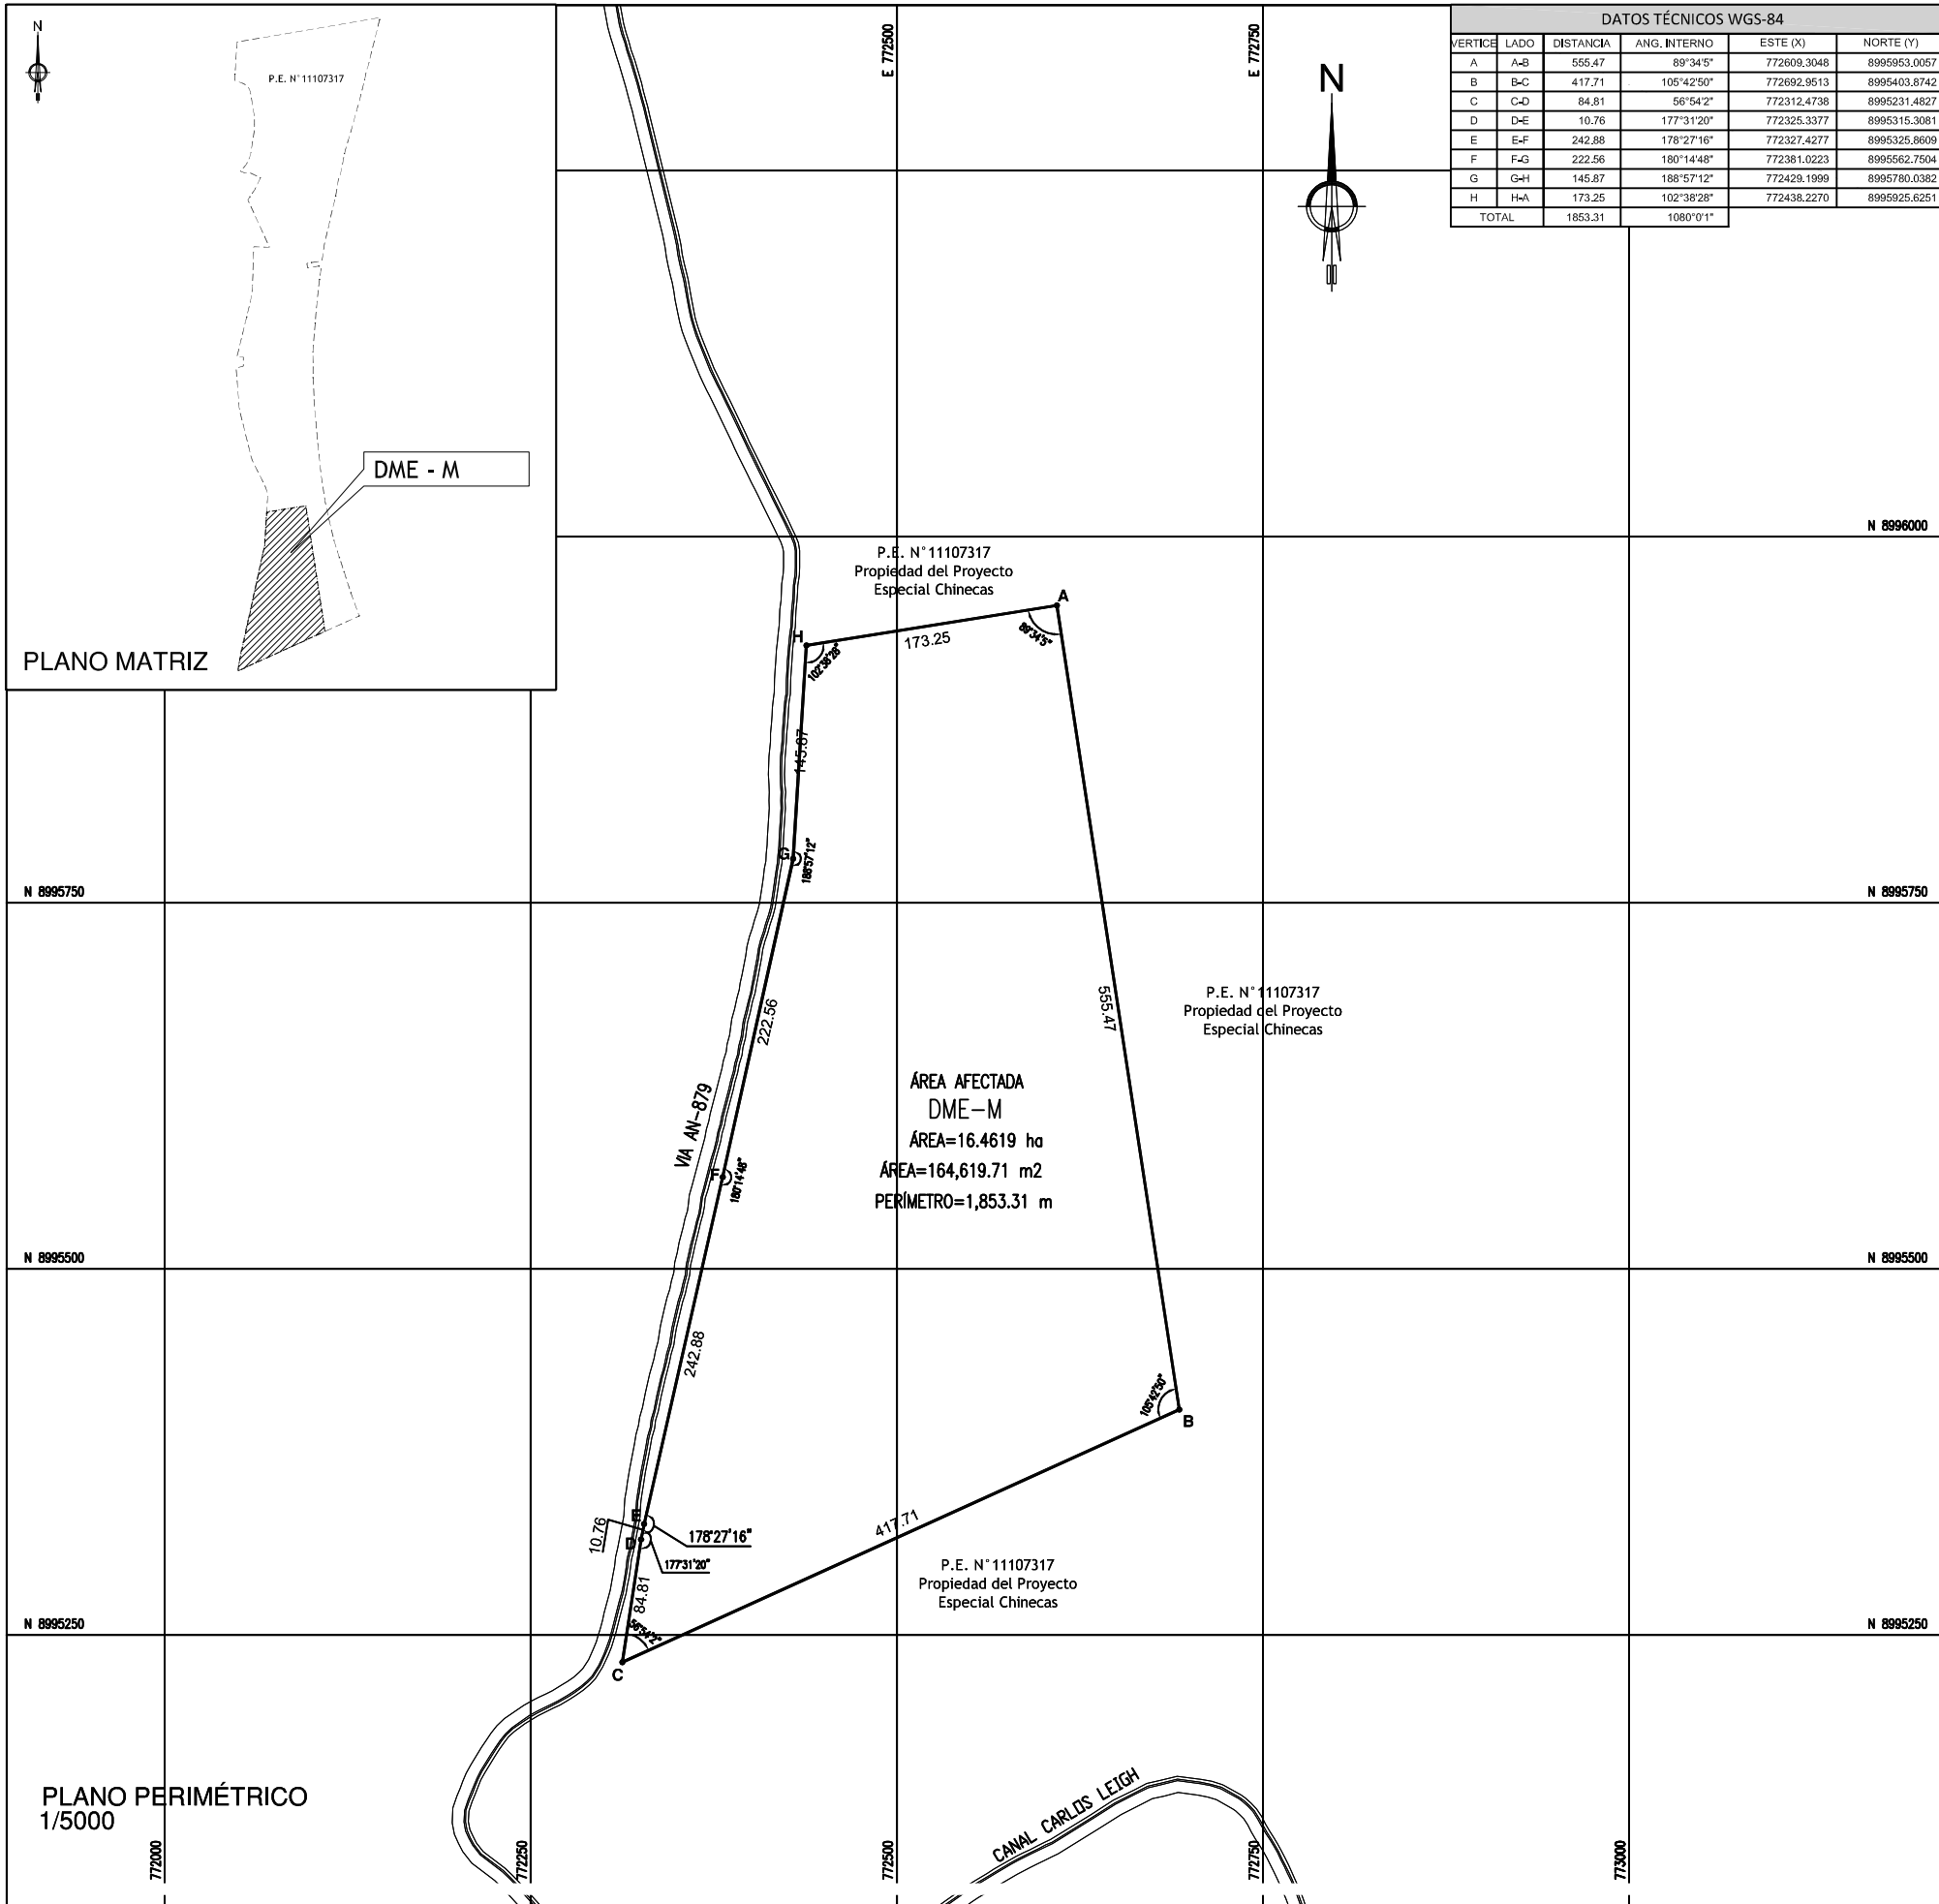 N
P.E. N° 11107317
DME - M
PLANO MATRIZ
E 772500
E 772750
N
DATOS TÉCNICOS WGS-84
VERTICE LADO DISTANCIA ANG. INTERNO ESTE (X) NORTE (Y)
A A-B 555.47 89°34'5" 772609.3048 8995953.0057
B B-C 417.71 105°42'50" 772692.9513 8995403.8742
C C-D 84.81 56°54'2" 772312.4738 8995231.4827
D D-E 10.76 177°31'20" 772325.3377 8995315.3081
E E-F 242.88 178°27'16" 772327.4277 8995325.8609
F F-G 222.56 180°14'48" 772381.0223 8995562.7504
G G-H 145.87 188°57'12" 772429.1999 8995780.0382
H H-A 173.25 102°38'28" 772438.2270 8995925.6251
TOTAL 1853.31 1080°0'1"
N 8996000
P.E. N° 11107317
Propiedad del Proyecto
Especial Chinecas
A
H
173.25
89°34'5"
102°38'28"
145.87
G
188°57'12"
N 8995750
N 8995750
222.56
555.47
P.E. N° 11107317
Propiedad del Proyecto
Especial Chinecas
VIA AN-879
ÁREA AFECTADA
DME-M
ÁREA=16.4619 ha
ÁREA=164,619.71 m2
PERÍMETRO=1,853.31 m
F
180°14'48"
N 8995500
N 8995500
242.88
105°42'50"
B
E
10.76
D
178°27'16"
177°31'20"
417.71
P.E. N° 11107317
Propiedad del Proyecto
Especial Chinecas
84.81
56°54'2"
N 8995250
N 8995250
C
PLANO PERIMÉTRICO
1/5000
CANAL CARLOS LEIGH
772000
772250
772500
772750
773000